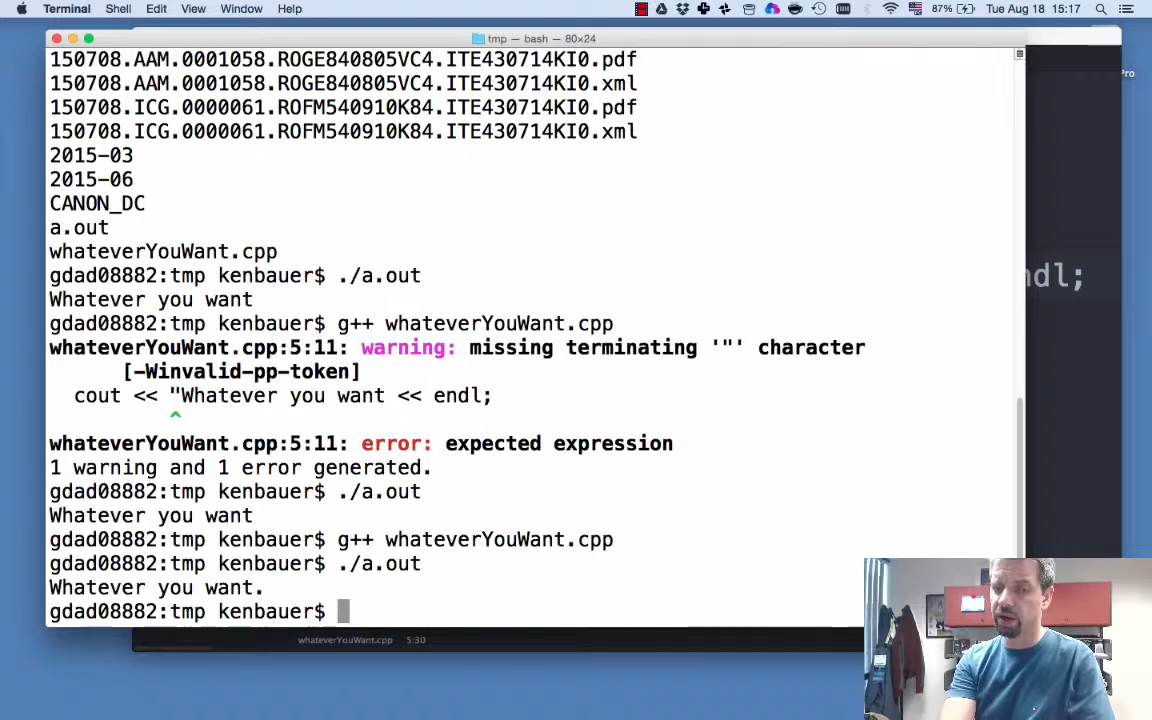 Terminal Shell Edit View Window Help 87% Tue Aug 18 15:17
tmp — bash — 80×24
150708.AAM.0001058.ROGE840805VC4.ITE430714KI0.pdf
150708.AAM.0001058.ROGE840805VC4.ITE430714KI0.xml
150708.ICG.0000061.ROFM540910K84.ITE430714KI0.pdf
150708.ICG.0000061.ROFM540910K84.ITE430714KI0.xml
2015-03
2015-06
CANON_DC
a.out
whateverYouWant.cpp
gdad08882:tmp kenbauer$ ./a.out
Whatever you want
gdad08882:tmp kenbauer$ g++ whateverYouWant.cpp
whateverYouWant.cpp:5:11: warning: missing terminating '"' character
[-Winvalid-pp-token]
cout << "Whatever you want << endl;
^
whateverYouWant.cpp:5:11: error: expected expression
1 warning and 1 error generated.
gdad08882:tmp kenbauer$ ./a.out
Whatever you want
gdad08882:tmp kenbauer$ g++ whateverYouWant.cpp
gdad08882:tmp kenbauer$ ./a.out
Whatever you want.
gdad08882:tmp kenbauer$
Pro
ndl;
whateverYouWant.cpp 5:30